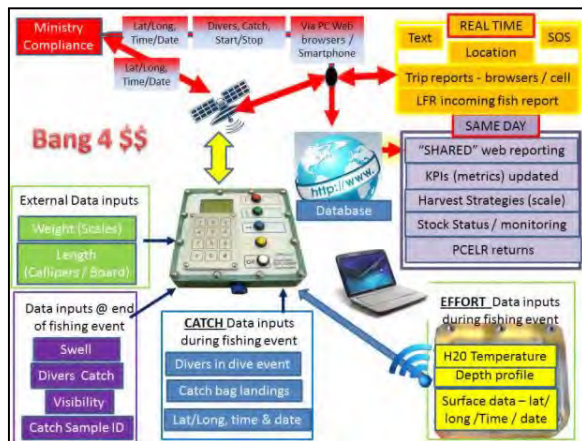 Ministry
Compliance
Lat/Long,
Time/Date
Divers, Catch,
Start/Stop
Via PC Web
browsers /
Smartphone
Lat/Long,
Time/Date
REAL TIME
Text
SOS
Location
Trip reports - browsers / cell
LFR incoming fish report
Bang 4 $$
SAME DAY
"SHARED" web reporting
KPIs (metrics) updated
Harvest Strategies (scale)
Stock Status / monitoring
PCELR returns
http://www.
Database
External Data inputs
Weight (Scales)
Length
(Callipers / Board)
Data inputs @ end
of fishing event
Swell
Divers Catch
Visibility
Catch Sample ID
CATCH Data inputs
during fishing event
Divers in dive event
Catch bag landings
Lat/Long, time & date
EFFORT Data inputs
during fishing event
H20 Temperature
Depth profile
Surface data – lat/
long /Time / date